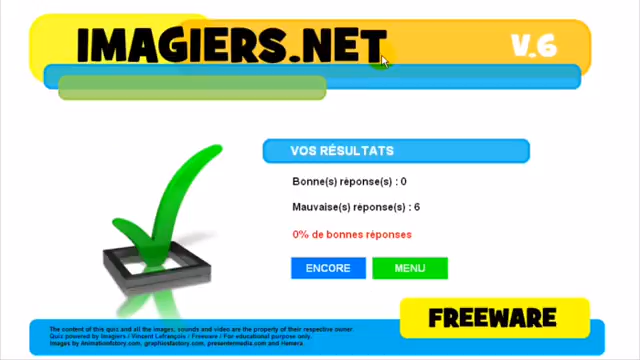 IMAGIERS.NET
V.6
VOS RÉSULTATS
Bonne(s) réponse(s) : 0
Mauvaise(s) réponse(s) : 6
0% de bonnes réponses
ENCORE
MENU
FREEWARE
The content of this quiz and all the images, sounds and video are the property of their respective owner.
Quiz powered by Imagiers / Vincent Lefrançois / Freeware / For educational purpose only.
Images by Animationfactory.com, graphicsfactory.com, presentermedia.com and Hemera.